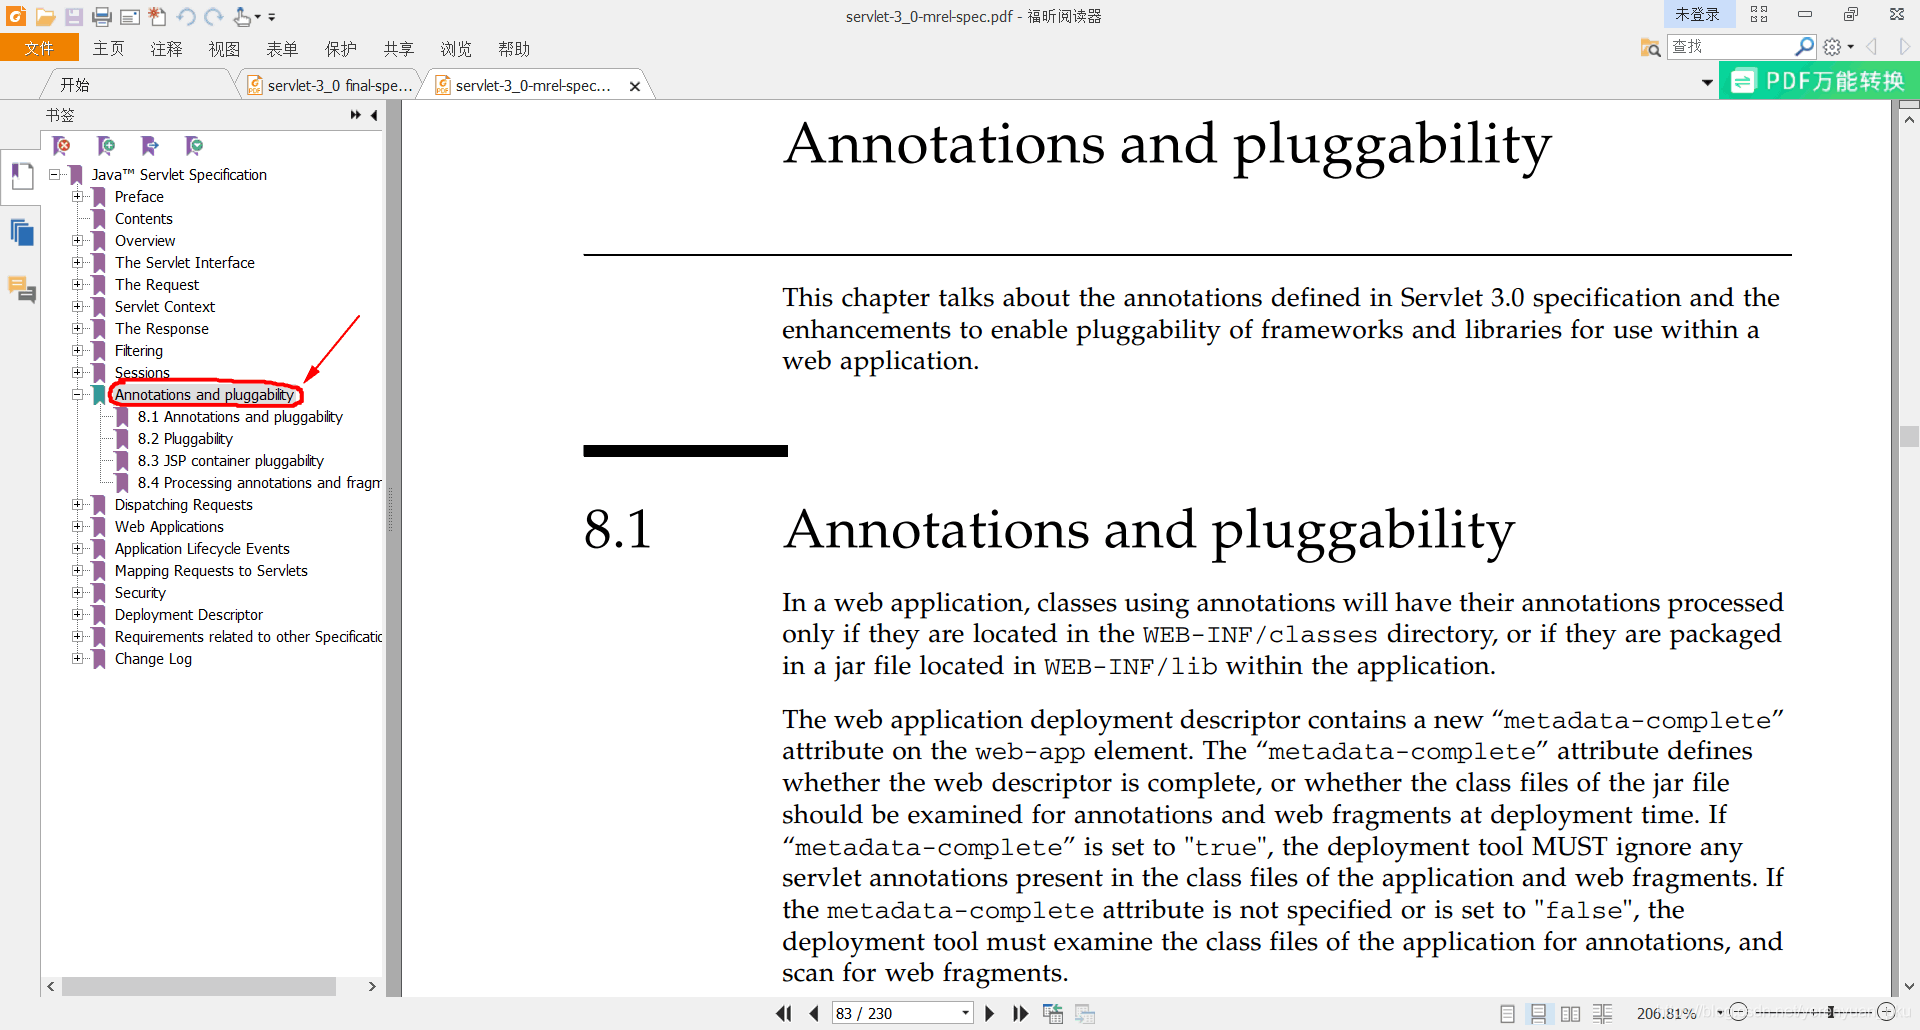 servlet-3_0-mrel-spec.pdf - 福昕阅读器
未登录
文件 主页 注释 视图 表单 保护 共享 浏览 帮助
查找
开始
servlet-3_0 final-spe...
servlet-3_0-mrel-spec...
PDF万能转换
书签
Java™ Servlet Specification
Preface
Contents
Overview
The Servlet Interface
The Request
Servlet Context
The Response
Filtering
Sessions
Annotations and pluggability
8.1 Annotations and pluggability
8.2 Pluggability
8.3 JSP container pluggability
8.4 Processing annotations and fragm
Dispatching Requests
Web Applications
Application Lifecycle Events
Mapping Requests to Servlets
Security
Deployment Descriptor
Requirements related to other Specificatic
Change Log
Annotations and pluggability
This chapter talks about the annotations defined in Servlet 3.0 specification and the
enhancements to enable pluggability of frameworks and libraries for use within a
web application.
8.1 Annotations and pluggability
In a web application, classes using annotations will have their annotations processed
only if they are located in the WEB-INF/classes directory, or if they are packaged
in a jar file located in WEB-INF/lib within the application.
The web application deployment descriptor contains a new “metadata-complete”
attribute on the web-app element. The “metadata-complete” attribute defines
whether the web descriptor is complete, or whether the class files of the jar file
should be examined for annotations and web fragments at deployment time. If
“metadata-complete” is set to "true", the deployment tool MUST ignore any
servlet annotations present in the class files of the application and web fragments. If
the metadata-complete attribute is not specified or is set to "false", the
deployment tool must examine the class files of the application for annotations, and
scan for web fragments.
83 / 230
206.81%